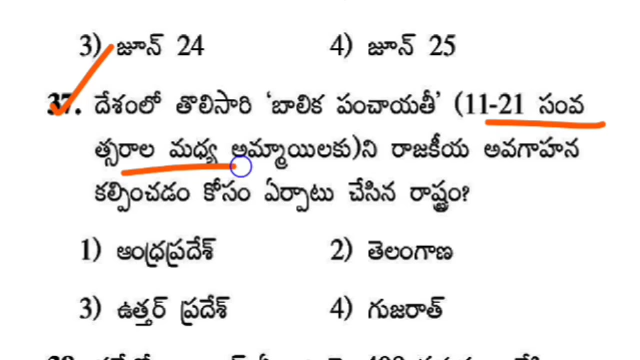 3) జూన్ 24 4) జూన్ 25
37. దేశంలో తొలిసారి ‘బాలిక పంచాయతీ’ (11-21 సంవ
త్సరాల మధ్య అమ్మాయిలకు)ని రాజకీయ అవగాహన
కల్పించడం కోసం ఏర్పాటు చేసిన రాష్ట్రం?
1) ఆంధ్రప్రదేశ్ 2) తెలంగాణ
3) ఉత్తర్ ప్రదేశ్ 4) గుజరాత్